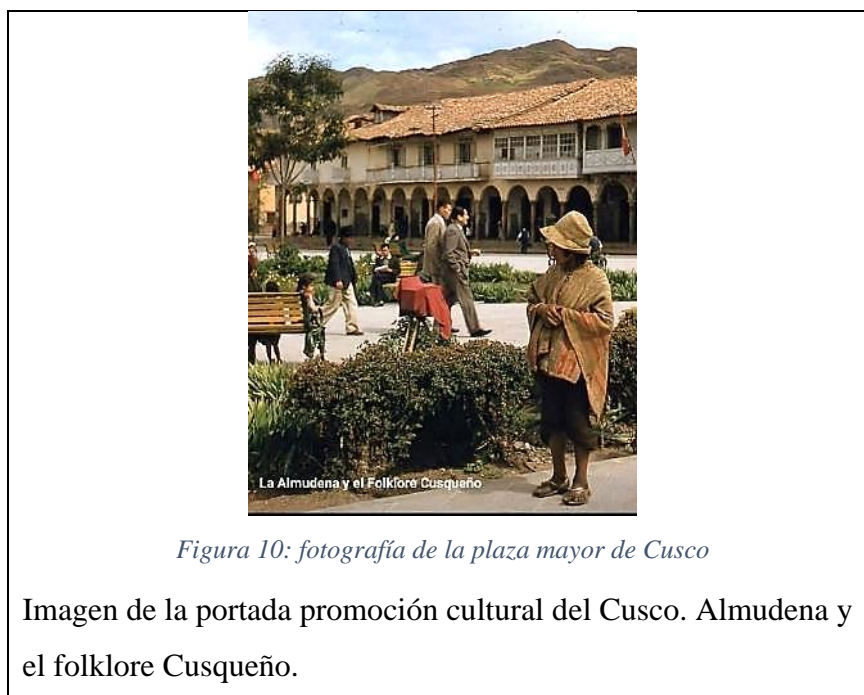 La Almudena y el Folklore Cusqueño
Figura 10: fotografía de la plaza mayor de Cusco
Imagen de la portada promoción cultural del Cusco. Almudena y
el folklore Cusqueño.